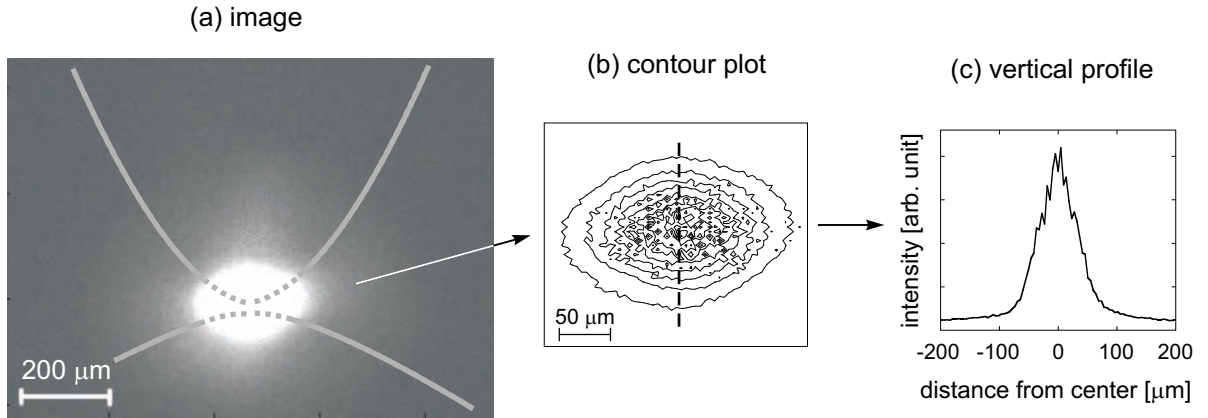 (a) image
(b) contour plot
(c) vertical profile
200 μm
50 μm
intensity [arb. unit]
-200 -100 0 100 200
distance from center [μm]